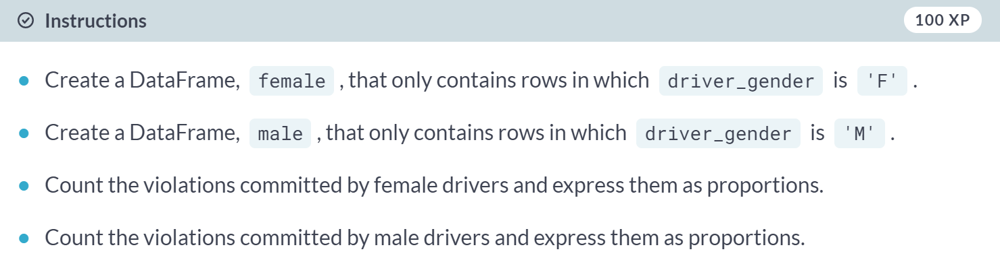 Instructions 100 XP
Create a DataFrame, female , that only contains rows in which driver_gender is 'F' .
Create a DataFrame, male , that only contains rows in which driver_gender is 'M' .
Count the violations committed by female drivers and express them as proportions.
Count the violations committed by male drivers and express them as proportions.